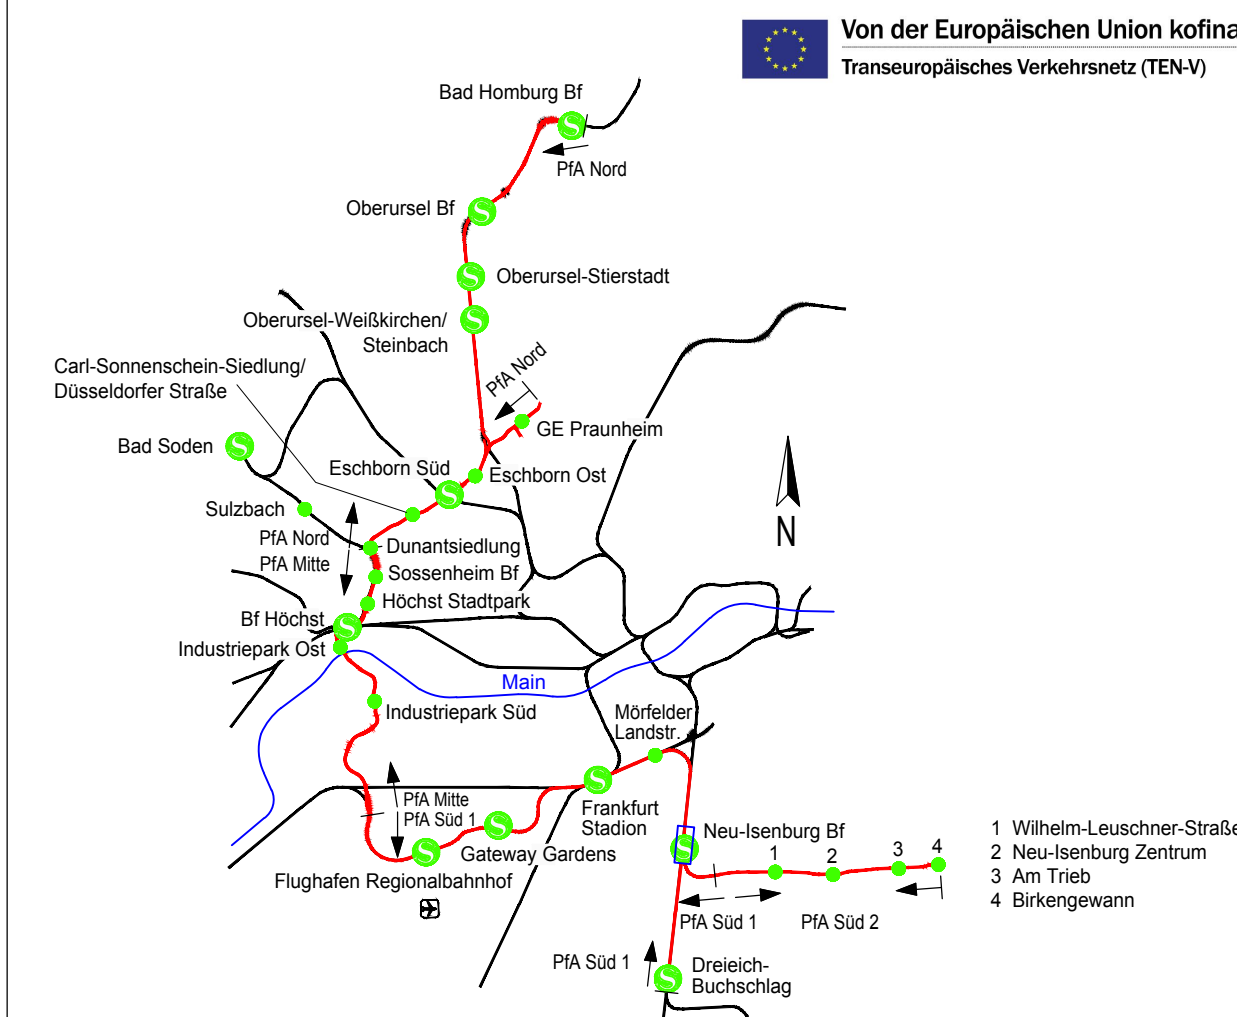 Von der Europäischen Union kofina
Transeuropäisches Verkehrsnetz (TEN-V)
Bad Homburg Bf
PfA Nord
Oberursel Bf
Oberursel-Stierstadt
Oberursel-Weißkirchen/
Steinbach
Carl-Sonnenschein-Siedlung/
Düsseldorfer Straße
PfA Nord
GE Praunheim
Bad Soden
Eschborn Süd
Eschborn Ost
Sulzbach
PfA Nord
PfA Mitte
Dunantsiedlung
Sossenheim Bf
Höchst Stadtpark
Bf Höchst
Industriepark Ost
N
Main
Industriepark Süd
Mörfelder
Landstr.
PfA Mitte
PfA Süd 1
Frankfurt
Stadion
Gateway Gardens
Flughafen Regionalbahnhof
Neu-Isenburg Bf
1
2
3
4
1 Wilhelm-Leuschner-Straße
2 Neu-Isenburg Zentrum
3 Am Trieb
4 Birkengewann
PfA Süd 1
PfA Süd 2
PfA Süd 1
Dreieich-
Buchschlag